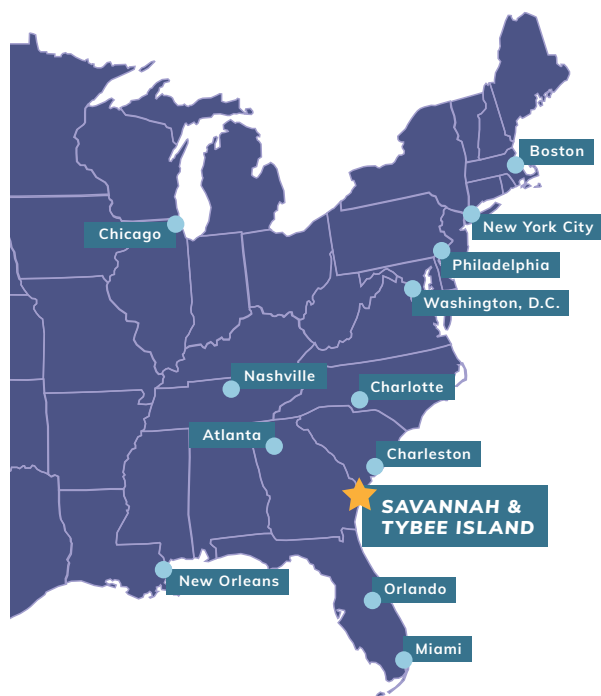 Boston
New York City
Chicago
Philadelphia
Washington, D.C.
Nashville
Charlotte
Atlanta
Charleston
SAVANNAH &
TYBEE ISLAND
New Orleans
Orlando
Miami